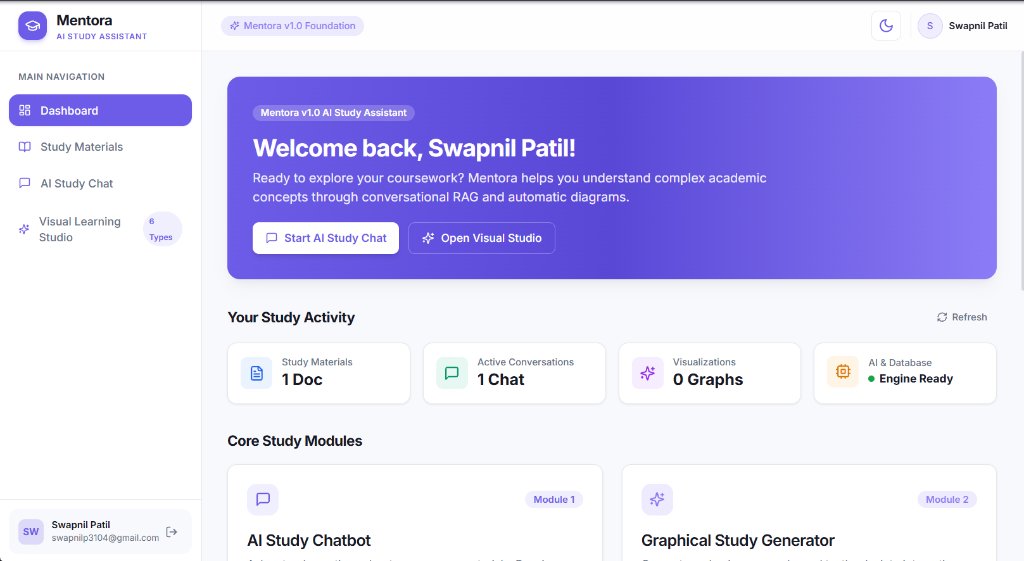 Mentora
AI STUDY ASSISTANT
Mentora v1.0 Foundation
S
Swapnil Patil
MAIN NAVIGATION
Dashboard
Study Materials
AI Study Chat
Visual Learning
Studio
6
Types
Mentora v1.0 AI Study Assistant
Welcome back, Swapnil Patil!
Ready to explore your coursework? Mentora helps you understand complex academic
concepts through conversational RAG and automatic diagrams.
Start AI Study Chat
Open Visual Studio
Your Study Activity
Refresh
Study Materials
1 Doc
Active Conversations
1 Chat
Visualizations
0 Graphs
AI & Database
Engine Ready
Core Study Modules
Module 1
AI Study Chatbot
Module 2
Graphical Study Generator
SW
Swapnil Patil
swapnilp3104@gmail.com